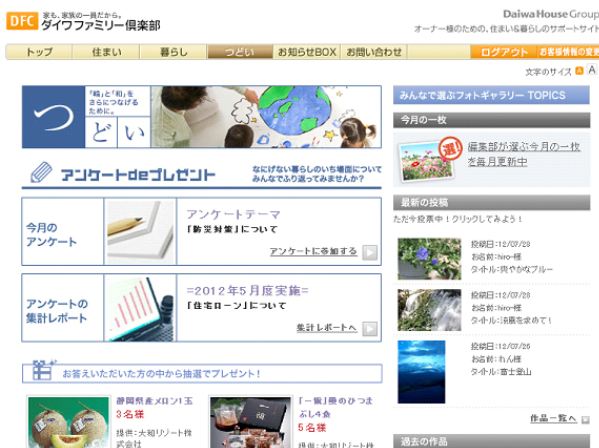 DFC
家も、家族の一員だから。
ダイワファミリー倶楽部
Daiwa House Group
オーナー様のための、住まい&暮らしのサポートサイト
トップ
住まい
暮らし
つどい
お知らせBOX
お問い合わせ
ログアウト
お客様情報の変更
文字のサイズ
A
A
つどい
「輪」と「和」を
さらにつなげる
ために。
アンケートdeプレゼント
なにげない暮らしのいち場面について
みんなでふり返ってみませんか?
今月の
アンケート
アンケートテーマ
「防災対策」について
アンケートに参加する
アンケートの
集計レポート
=2012年5月度実施=
「住宅ローン」について
集計レポートへ
お答えいただいた方の中から抽選でプレゼント!
静岡県産メロン1玉
3名様
提供:大和リゾート株
式会社
「一愼」畳のひつま
ぶし4食
5名様
提供:大和リゾート株
みんなで選ぶフォトギャラリー TOPICS
今月の一枚
選!
編集部が選ぶ今月の一枚
を毎月更新中
最新の投稿
ただ今投票中!クリックしてみよう!
投稿日:12/07/28
お名前:hiro-様
タイトル:爽やかなブルー
投稿日:12/07/28
お名前:hiro-様
タイトル:涼風を求めて!
投稿日:12/07/26
お名前:れん様
タイトル:富士登山
作品一覧へ
過去の作品